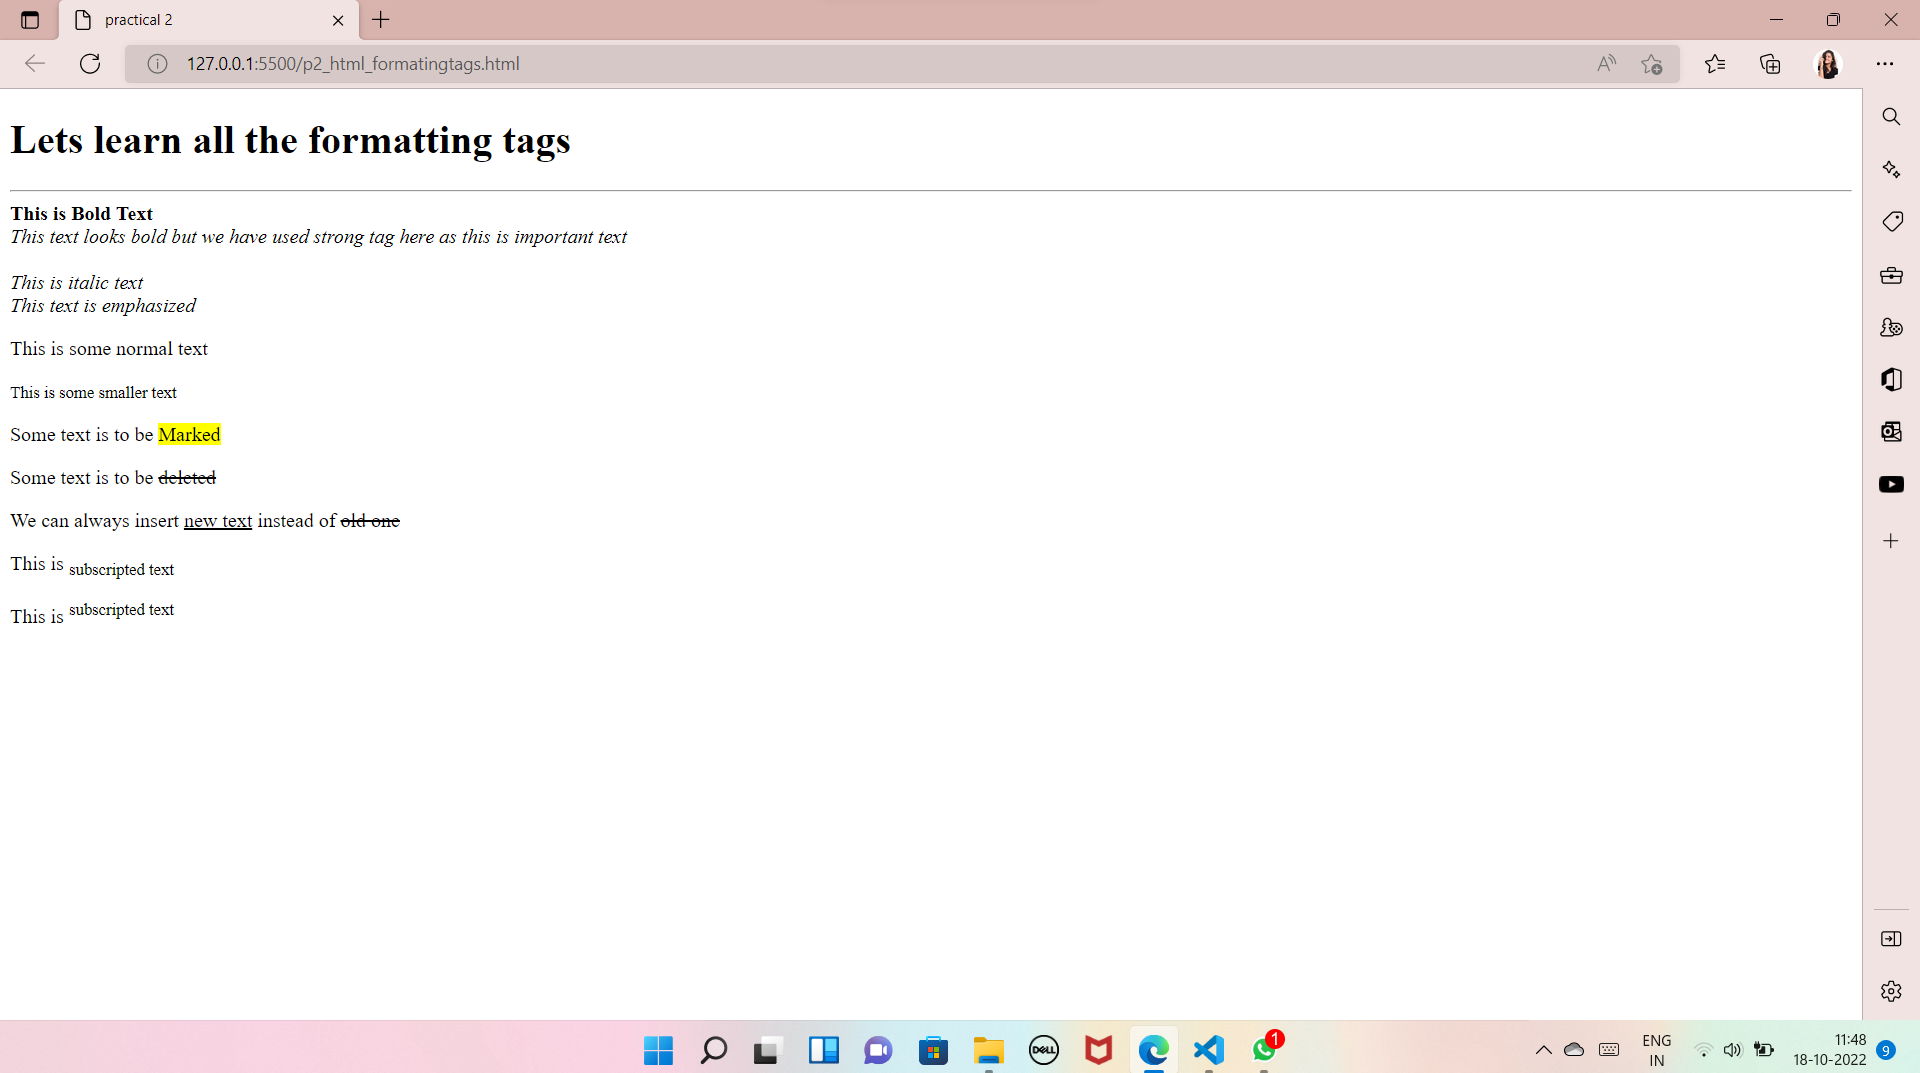 practical 2
127.0.0.1:5500/p2_html_formatingtags.html
Lets learn all the formatting tags
This is Bold Text
This text looks bold but we have used strong tag here as this is important text
This is italic text
This text is emphasized
This is some normal text
This is some smaller text
Some text is to be Marked
Some text is to be deleted
We can always insert new text instead of old one
This is subscripted text
This is subscripted text
DELL
1
ENG
IN
11:48
18-10-2022
9